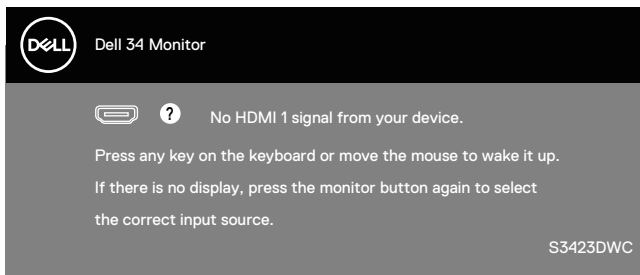 DELL
Dell 34 Monitor
? No HDMI 1 signal from your device.
Press any key on the keyboard or move the mouse to wake it up.
If there is no display, press the monitor button again to select
the correct input source.
S3423DWC